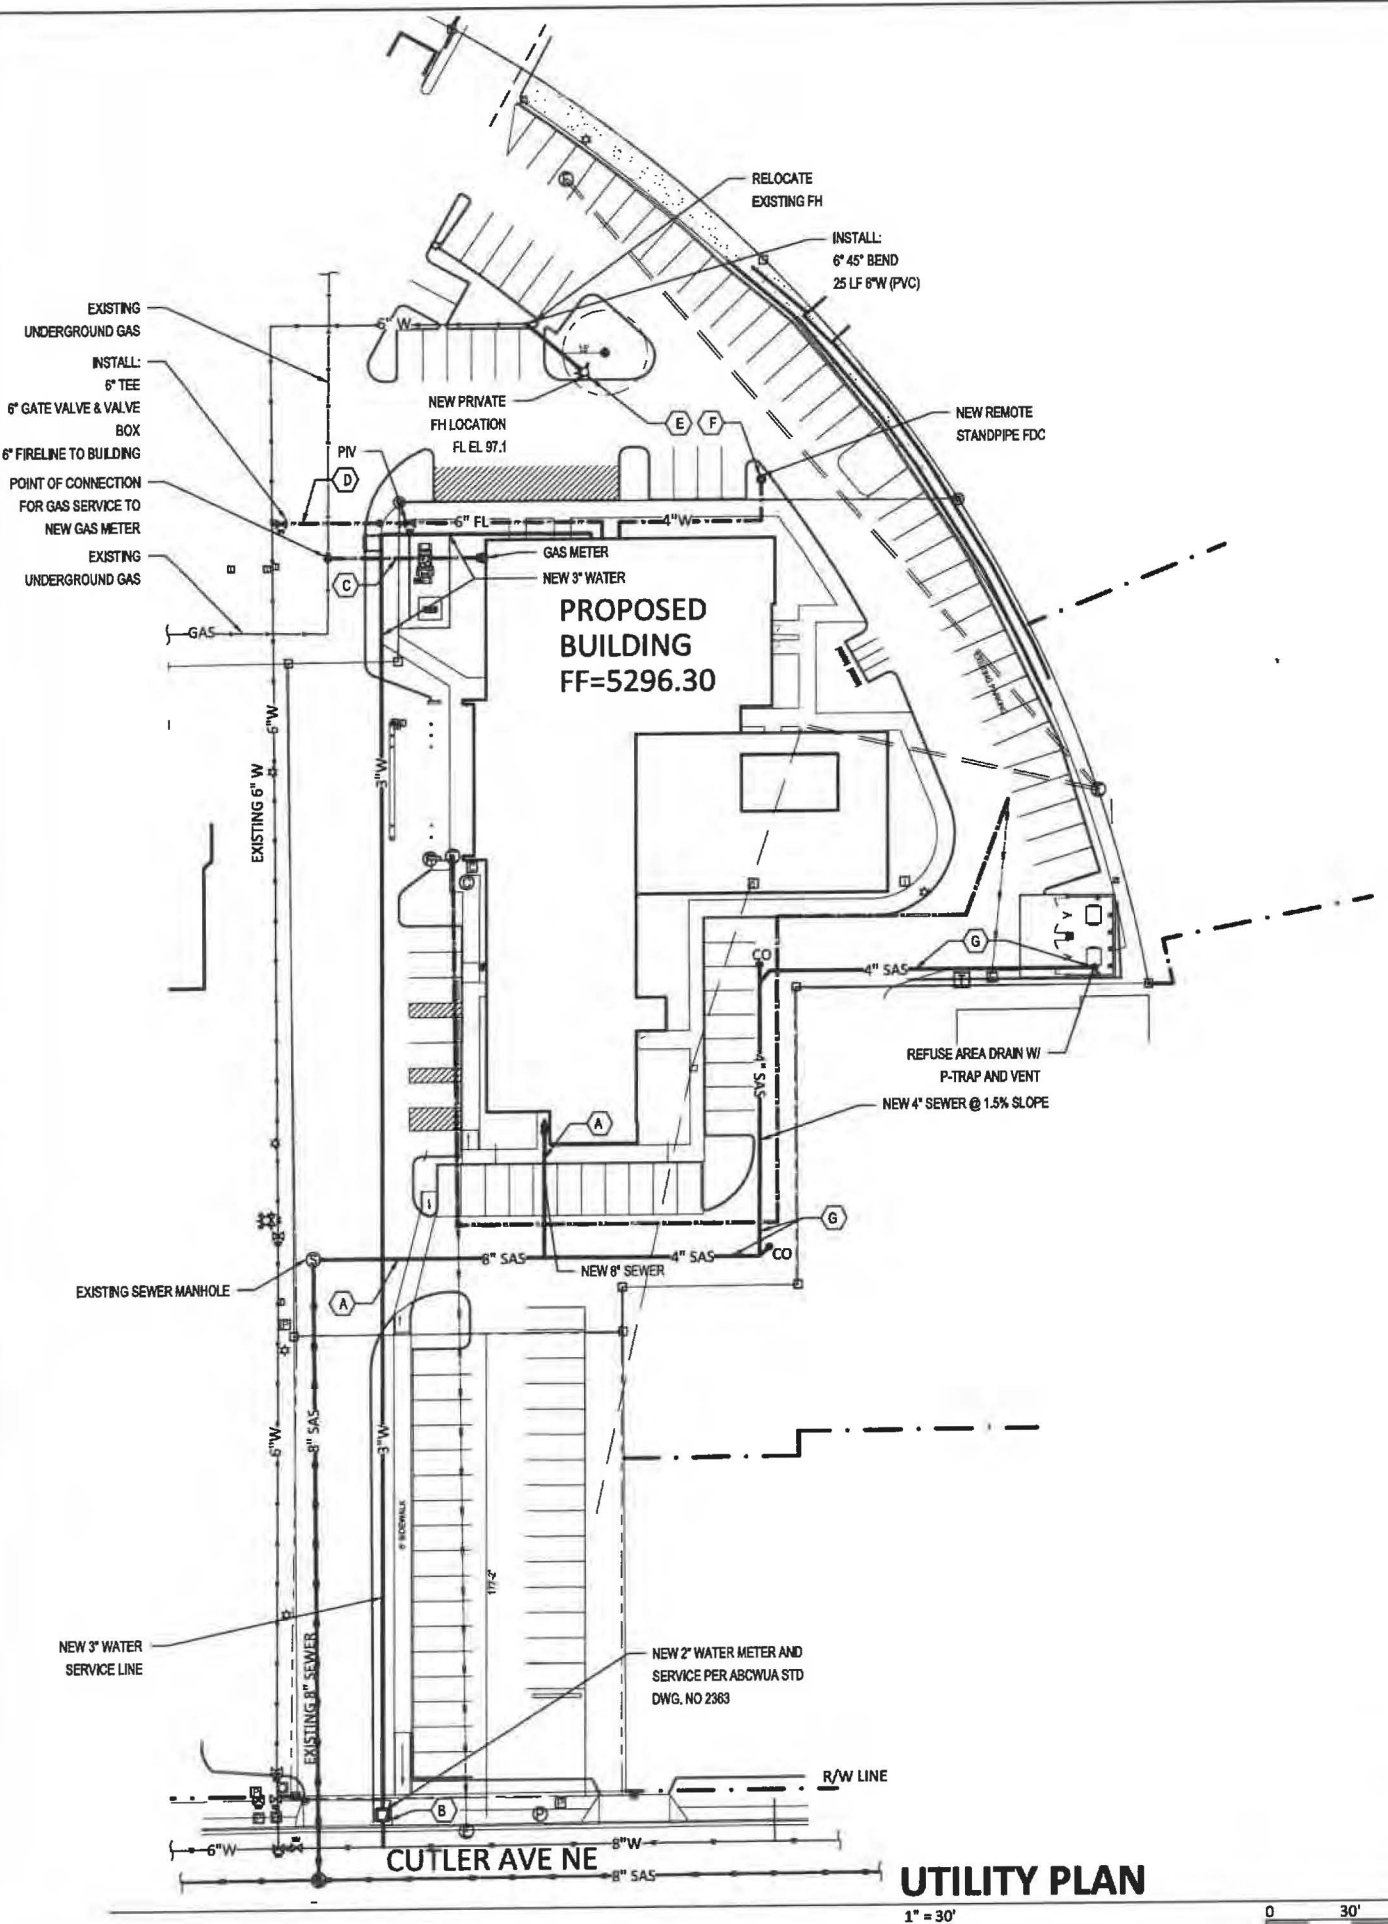 RELOCATE
EXISTING FH
INSTALL:
6" 45° BEND
25 LF 6"W (PVC)
EXISTING
UNDERGROUND GAS
INSTALL:
6" TEE
6" GATE VALVE & VALVE
BOX
6" FIRELINE TO BUILDING
POINT OF CONNECTION
FOR GAS SERVICE TO
NEW GAS METER
EXISTING
UNDERGROUND GAS
6" W
NEW PRIVATE
FH LOCATION
FL EL 97.1
E
F
NEW REMOTE
STANDPIPE FDC
PIV
D
6" FL
4"W
GAS METER
NEW 3" WATER
C
GAS
PROPOSED
BUILDING
FF=5296.30
6"W
EXISTING 6" W
3"W
CO
4" SAS
G
T
4" SAS
REFUSE AREA DRAIN W/
P-TRAP AND VENT
NEW 4" SEWER @ 1.5% SLOPE
A
G
S
8" SAS
4" SAS
CO
NEW 8" SEWER
EXISTING SEWER MANHOLE
A
6"W
8" SAS
3"W
6' SIDEWALK
177'-2"
NEW 3" WATER
SERVICE LINE
EXISTING 8" SEWER
NEW 2" WATER METER AND
SERVICE PER ABCWUA STD
DWG. NO 2363
R/W LINE
B
P
6"W
8"W
CUTLER AVE NE
8" SAS
UTILITY PLAN
1" = 30'
0 30'